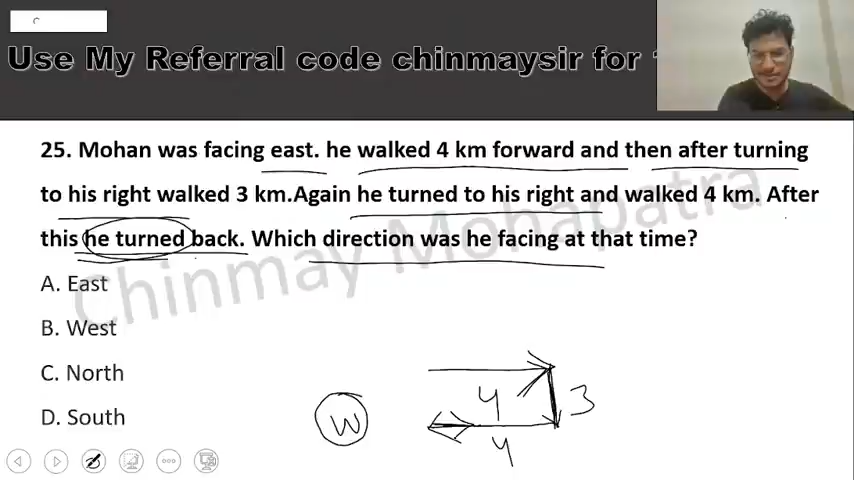 Use My Referral code chinmaysir for
25. Mohan was facing east. he walked 4 km forward and then after turning
to his right walked 3 km.Again he turned to his right and walked 4 km. After
this he turned back. Which direction was he facing at that time?
A. East
B. West
C. North
D. South
Chinmay Mohapatra
4
3
W
4